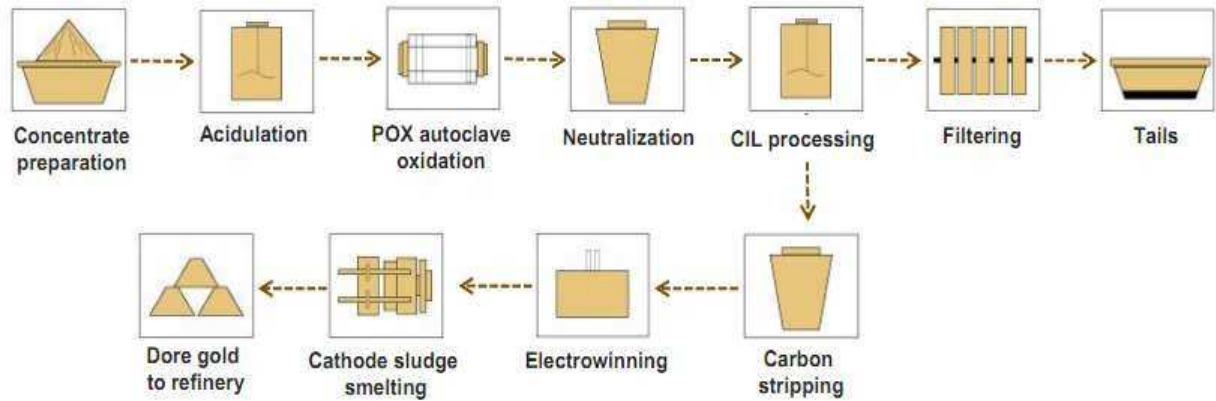 Concentrate
preparation
Acidulation
POX autoclave
oxidation
Neutralization
CIL processing
Filtering
Tails
Dore gold
to refinery
Cathode sludge
smelting
Electrowinning
Carbon
stripping